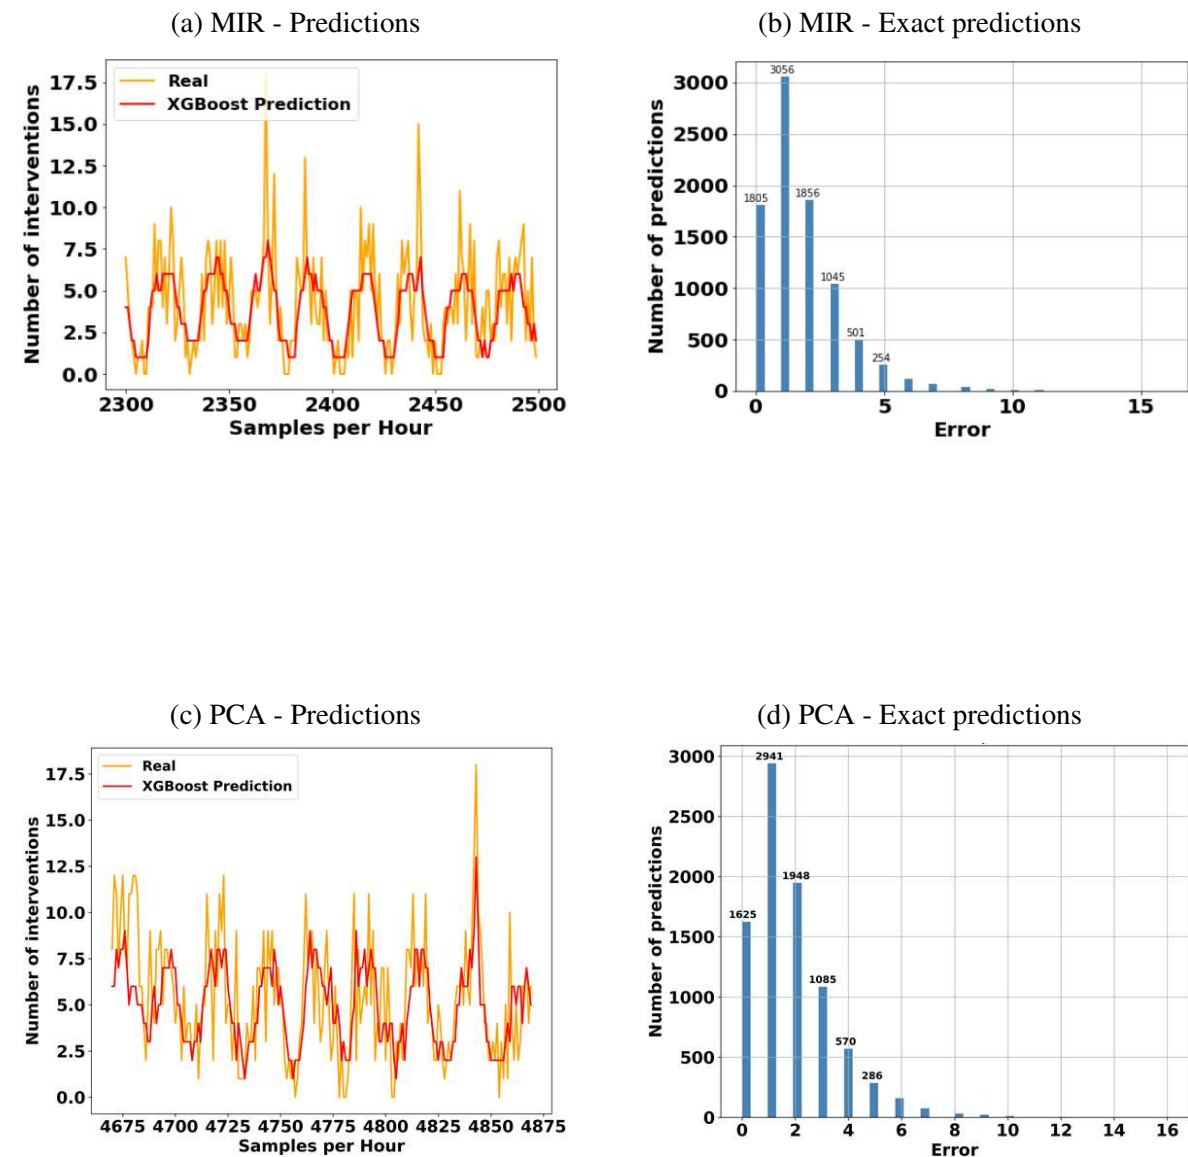 (a) MIR - Predictions
17.5
15.0
12.5
10.0
7.5
5.0
2.5
0.0
Number of interventions
Real
XGBoost Prediction
2300 2350 2400 2450 2500
Samples per Hour
(b) MIR - Exact predictions
3000
2500
2000
1500
1000
500
0
Number of predictions
1805
3056
1856
1045
501
254
0 5 10 15
Error
(c) PCA - Predictions
17.5
15.0
12.5
10.0
7.5
5.0
2.5
0.0
Number of interventions
Real
XGBoost Prediction
4675 4700 4725 4750 4775 4800 4825 4850 4875
Samples per Hour
(d) PCA - Exact predictions
3000
2500
2000
1500
1000
500
0
Number of predictions
1625
2941
1948
1085
570
286
0 2 4 6 8 10 12 14 16
Error